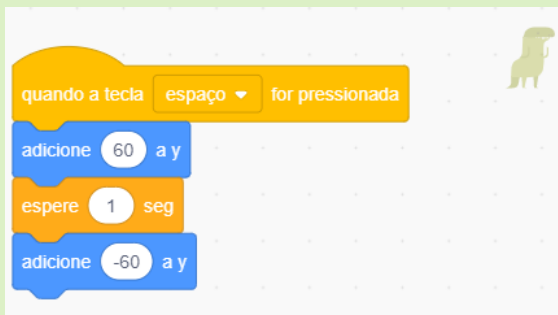 quando a tecla espaço for pressionada
adicione 60 a y
espere 1 seg
adicione -60 a y